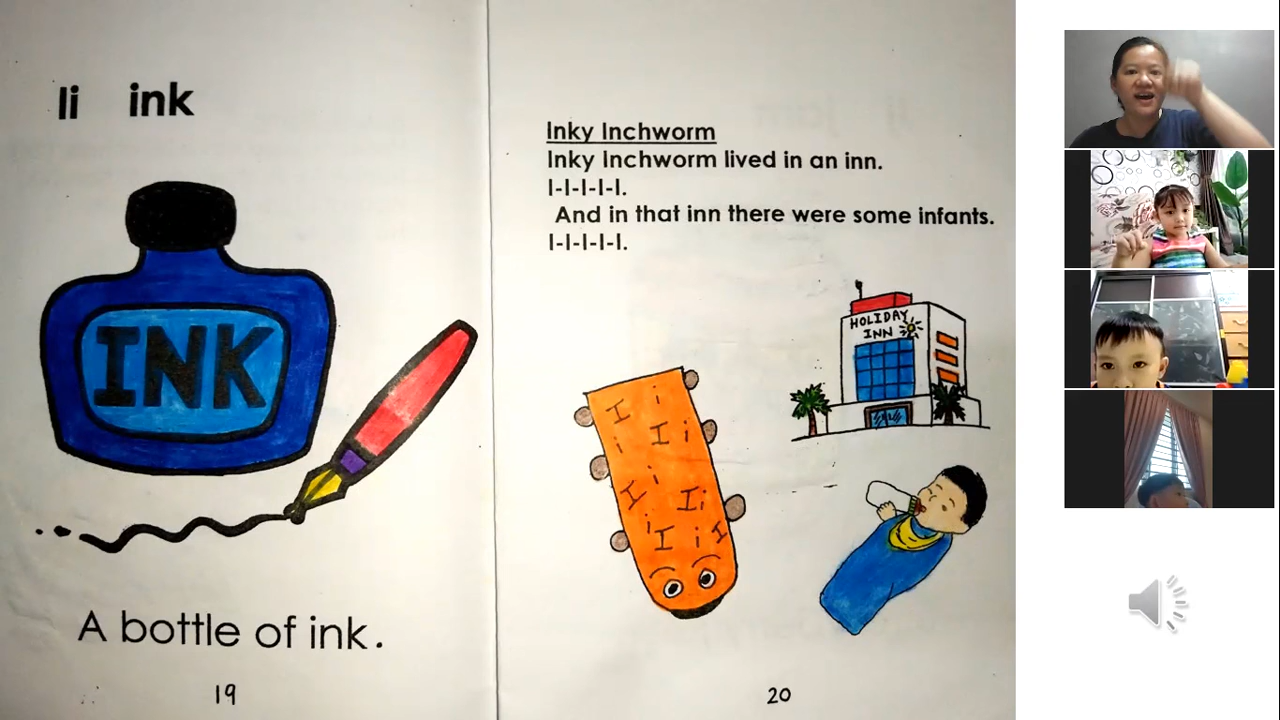 Ii ink
INK
A bottle of ink.
19
Inky Inchworm
Inky Inchworm lived in an inn.
I-I-I-I-I.
And in that inn there were some infants.
I-I-I-I-I.
HOLIDAY
INN
I i
i I i
i
I I i
i I i I
20